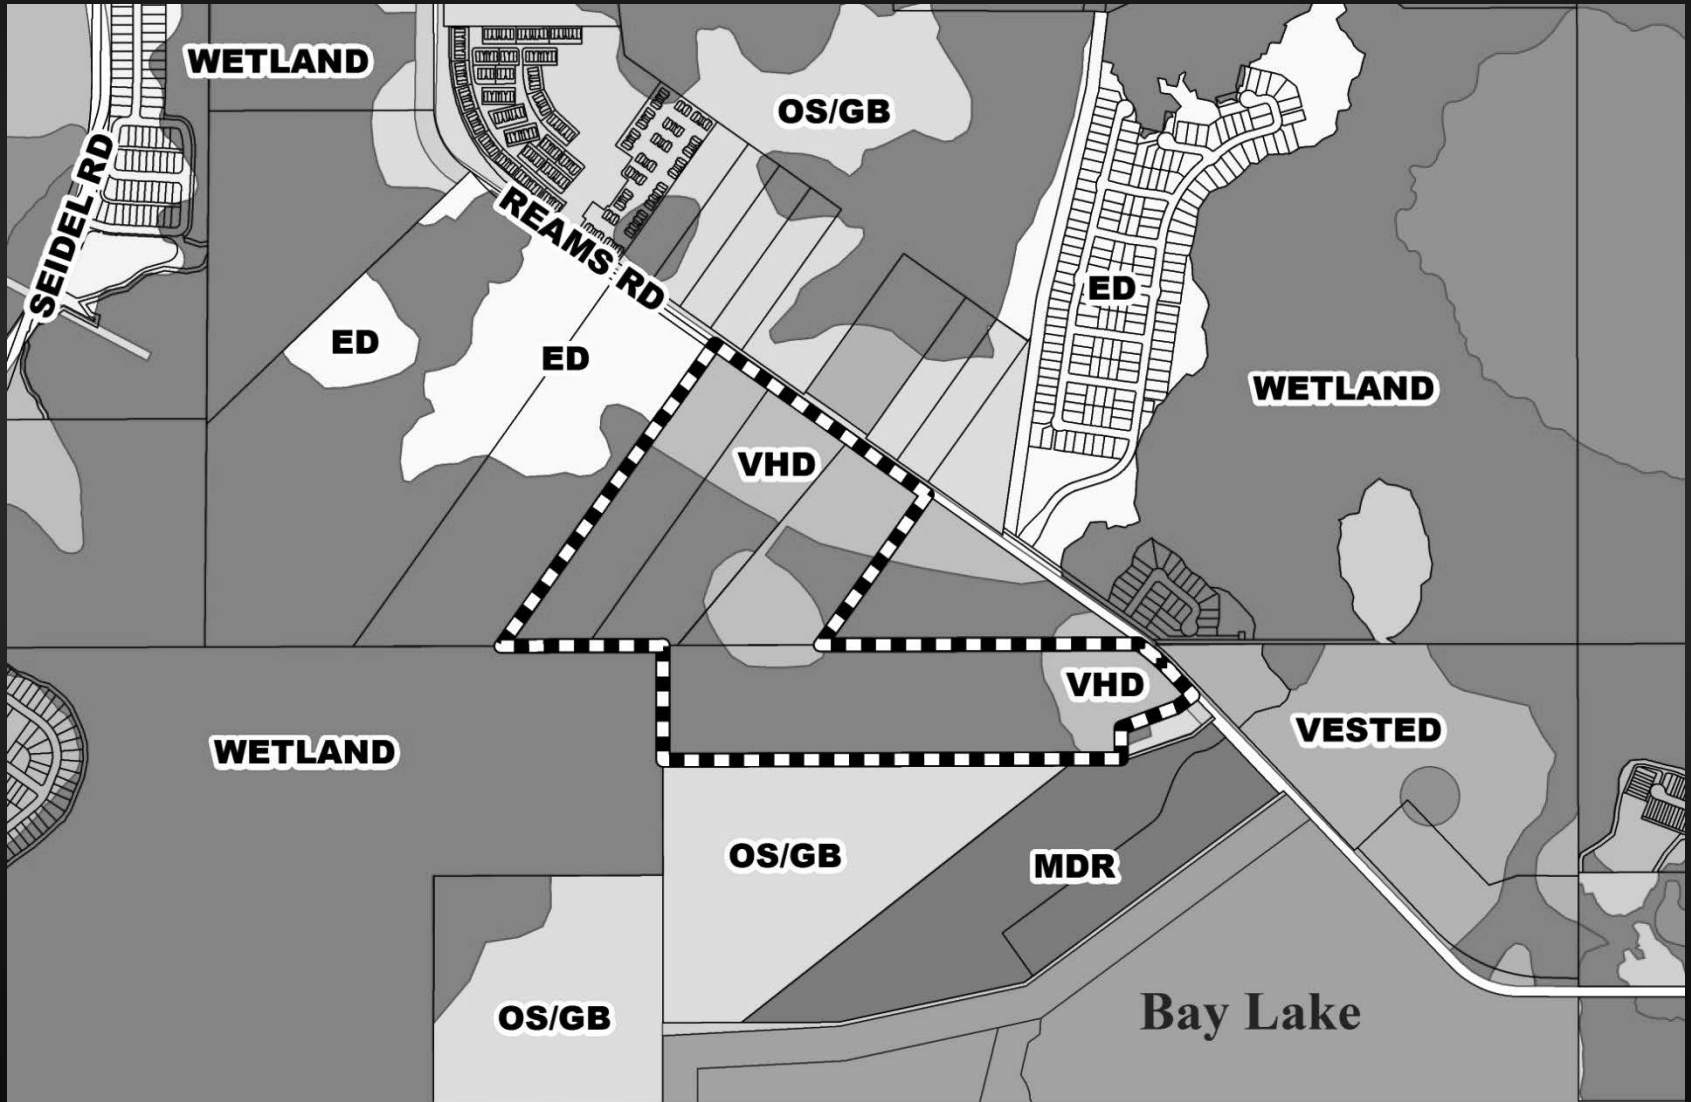 WETLAND
OS/GB
SEIDEL RD
REAMS RD
ED
ED
ED
WETLAND
VHD
VHD
VESTED
WETLAND
OS/GB
MDR
OS/GB
Bay Lake